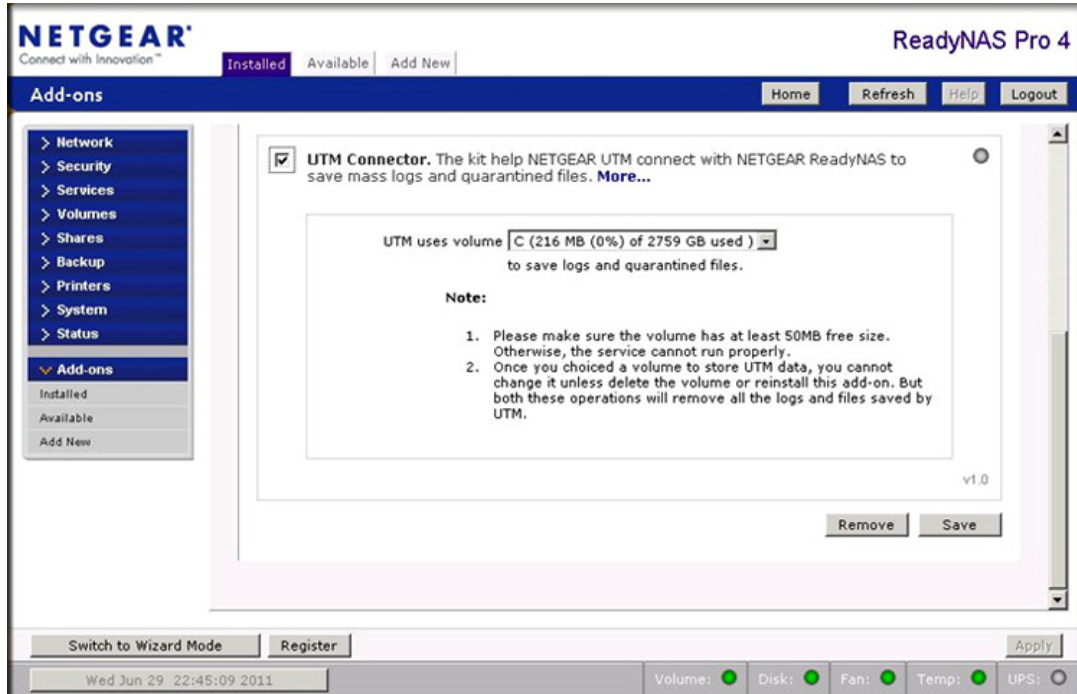 NETGEAR®
Connect with Innovation™
ReadyNAS Pro 4
Installed
Available
Add New
Add-ons
Home
Refresh
Help
Logout
> Network
> Security
> Services
> Volumes
> Shares
> Backup
> Printers
> System
> Status
Add-ons
Installed
Available
Add New
UTM Connector. The kit help NETGEAR UTM connect with NETGEAR ReadyNAS to
save mass logs and quarantined files. More...
UTM uses volume C (216 MB (0%) of 2759 GB used )
to save logs and quarantined files.
Note:
1. Please make sure the volume has at least 50MB free size.
Otherwise, the service cannot run properly.
2. Once you choiced a volume to store UTM data, you cannot
change it unless delete the volume or reinstall this add-on. But
both these operations will remove all the logs and files saved by
UTM.
v1.0
Remove
Save
Switch to Wizard Mode
Register
Apply
Wed Jun 29 22:45:09 2011
Volume:
Disk:
Fan:
Temp:
UPS: